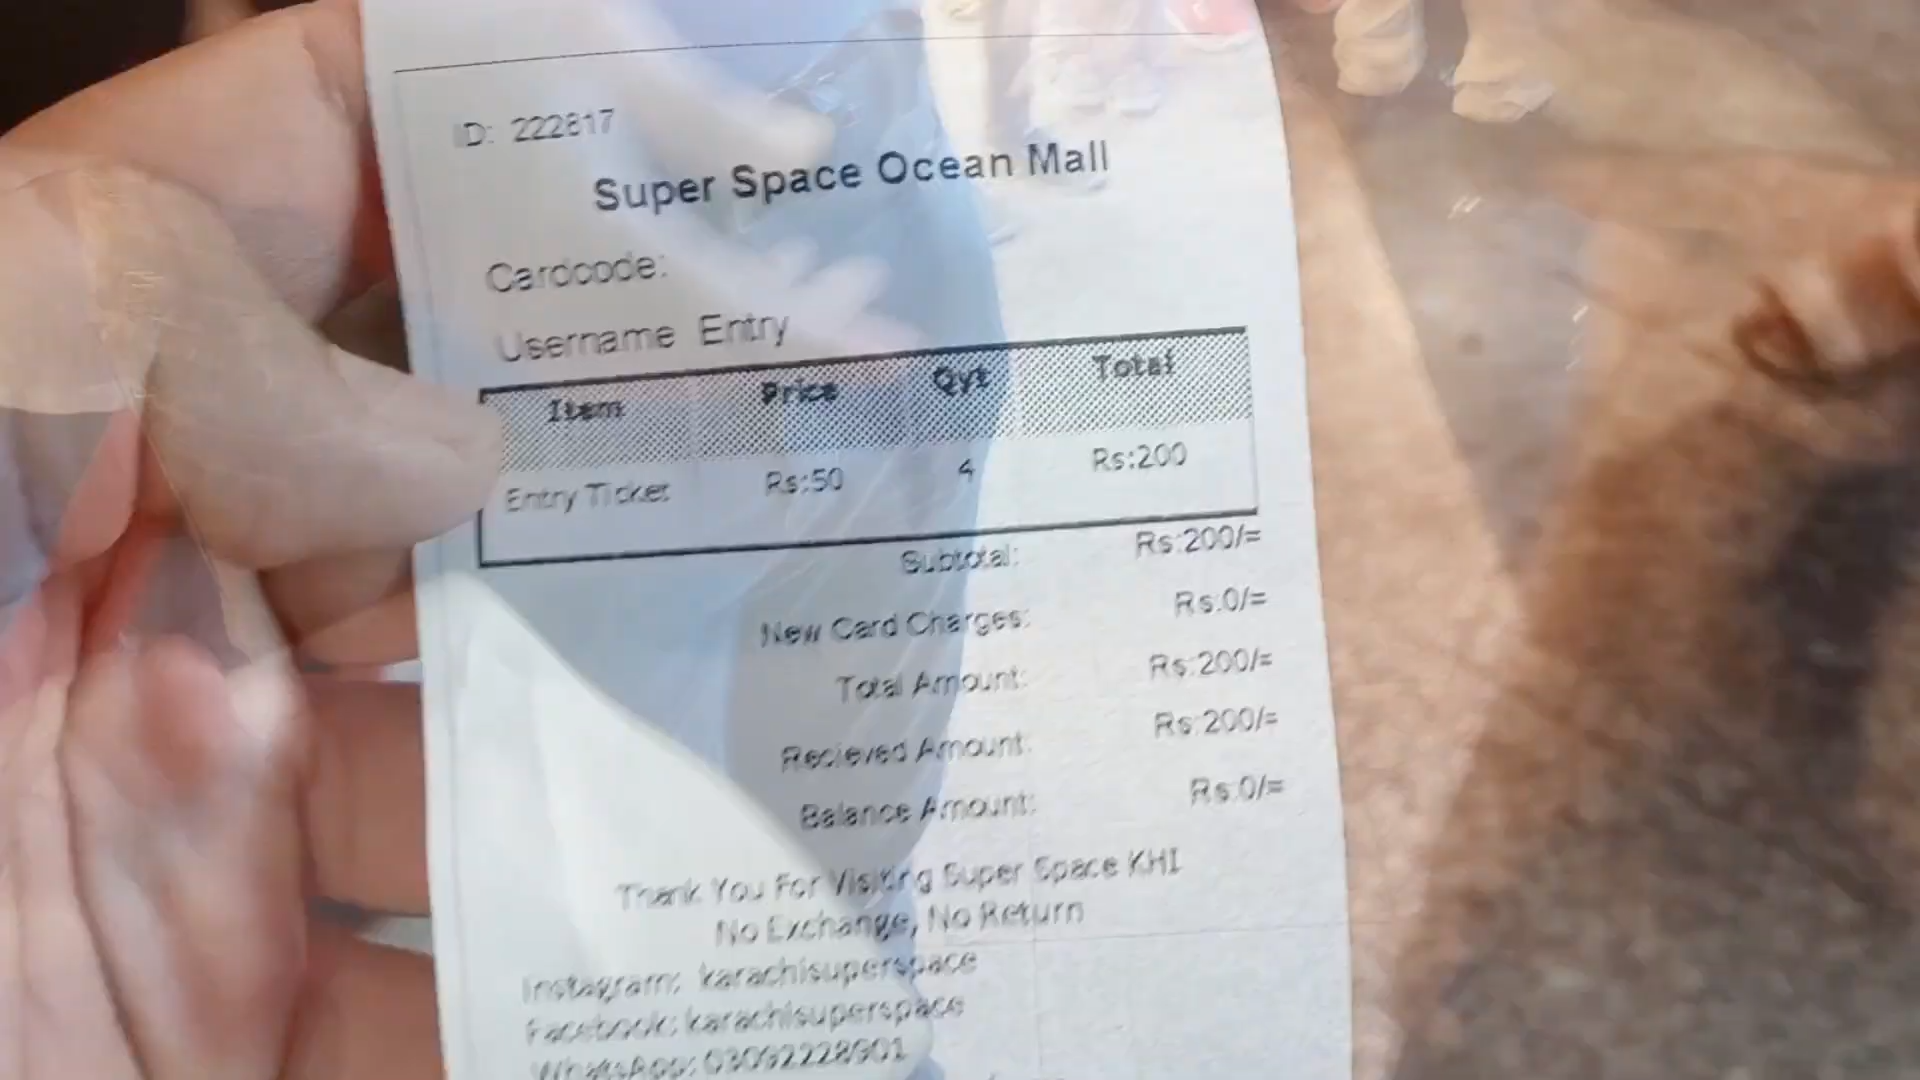 ID: 222817
Super Space Ocean Mall
Cardcode:
Username Entry
Item Price Qyt Total
Entry Ticket Rs:50 4 Rs:200
Subtotal: Rs:200/=
New Card Charges: Rs:0/=
Total Amount: Rs:200/=
Recieved Amount: Rs:200/=
Balance Amount: Rs:0/=
Thank You For Visiting Super Space KHI
No Exchange, No Return
Instagram: karachisuperspace
Facebook: karachisuperspace
WhatsApp: